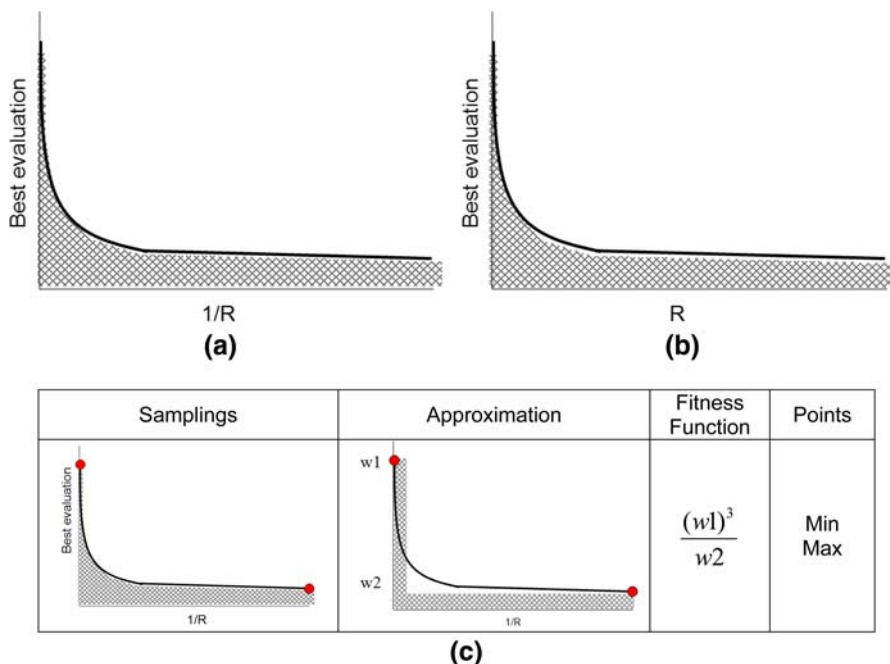 Best evaluation
1/R
(a)
Best evaluation
R
(b)
Samplings
Approximation
Fitness
Function
Points
Best evaluation
1/R
w1
w2
1/R
(w1)³
w2
Min
Max
(c)